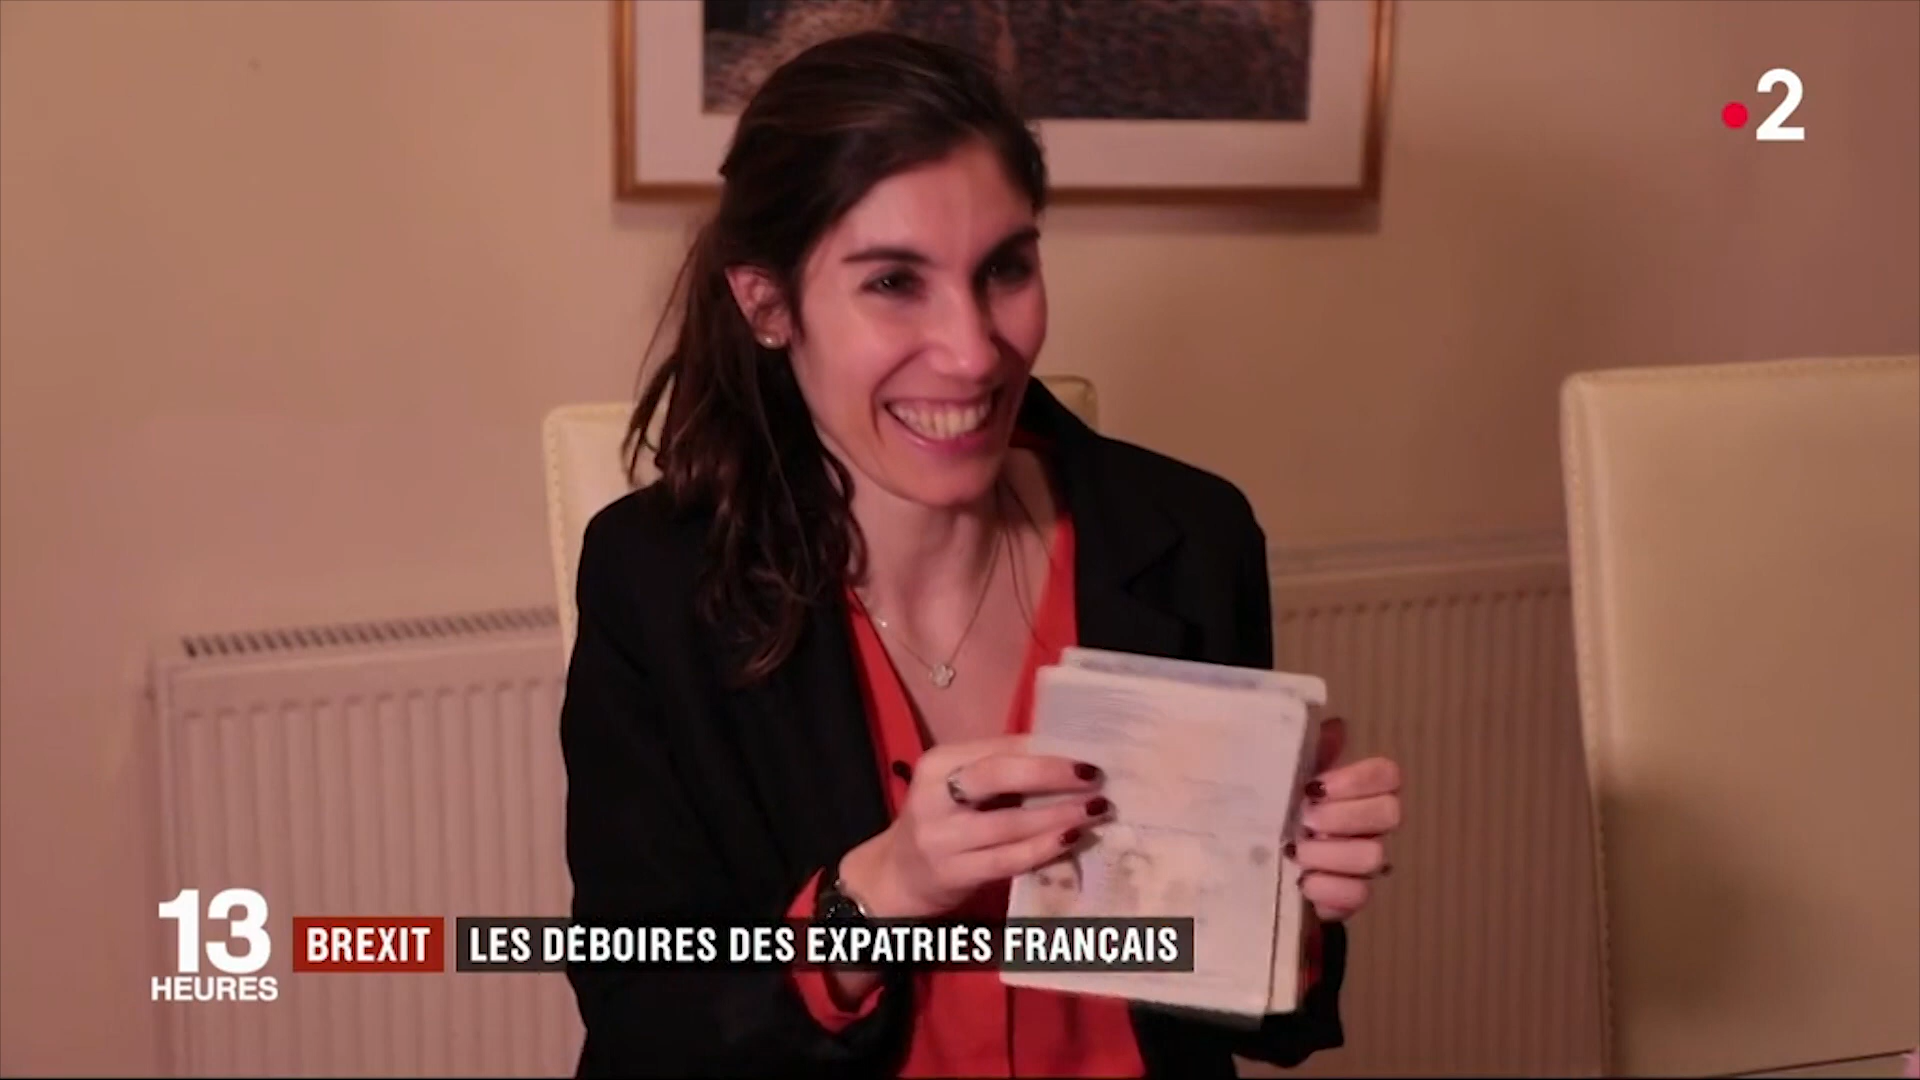 2
13
HEURES
BREXIT
LES DÉBOIRES DES EXPATRIÉS FRANÇAIS